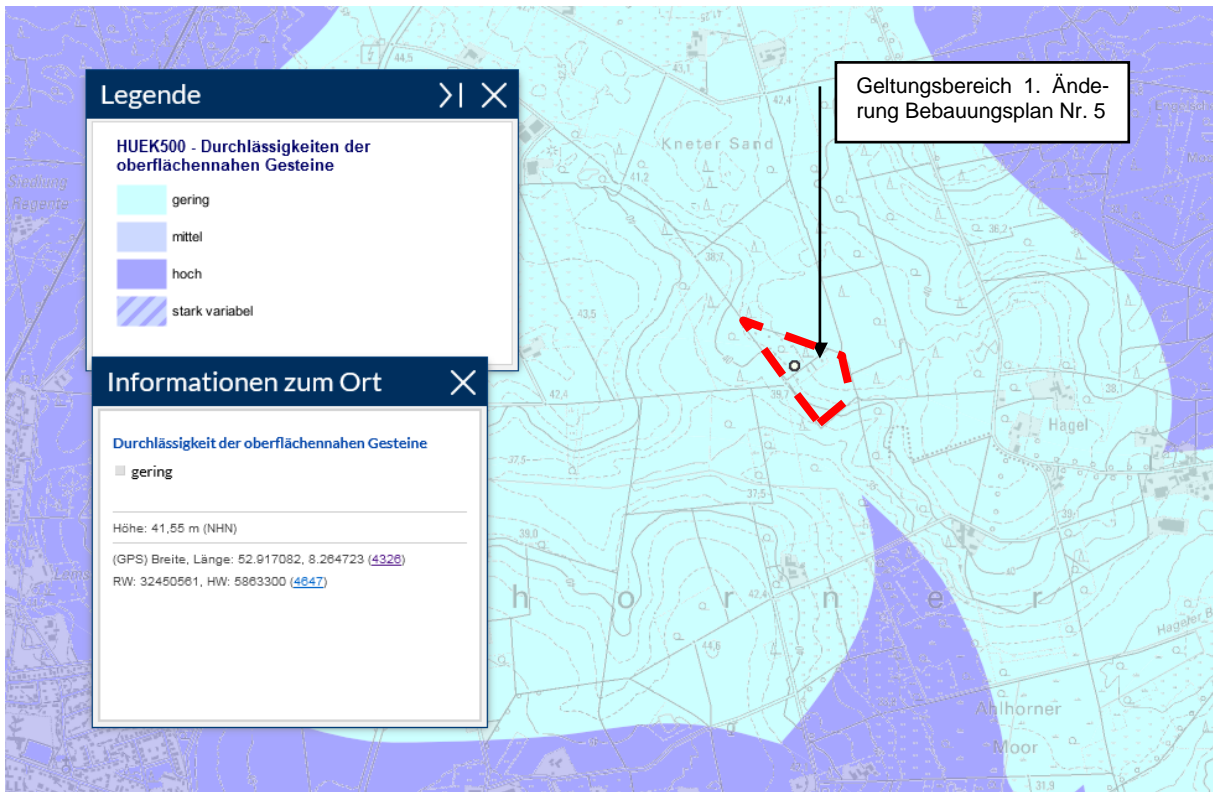 Legende
HUEK500 - Durchlässigkeiten der
oberflächennahen Gesteine
gering
mittel
hoch
stark variabel
Geltungsbereich 1. Ände-
rung Bebauungsplan Nr. 5
Informationen zum Ort
Durchlässigkeit der oberflächennahen Gesteine
gering
Höhe: 41,55 m (NHN)
(GPS) Breite, Länge: 52.917082, 8.264723 (4326)
RW: 32450561, HW: 5863300 (4647)
44,5
43,1
42,4
Kneter Sand
41,2
36,2
38,7
43,5
42,4
38,1
Hagel
37,5
37,5
39,0
39
40
h o r n e r
42,4
44,6
Hageler B
Ahlhorner
Moor
31,9